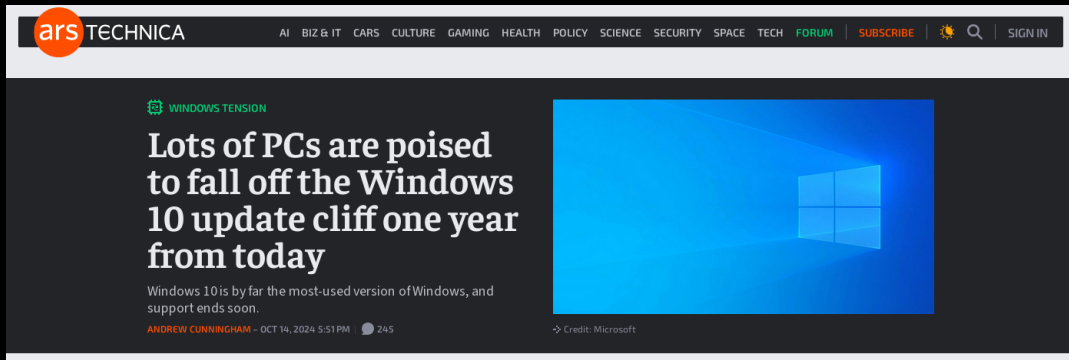 ars TECHNICA
AI BIZ & IT CARS CULTURE GAMING HEALTH POLICY SCIENCE SECURITY SPACE TECH FORUM SUBSCRIBE SIGN IN
WINDOWS TENSION
Lots of PCs are poised
to fall off the Windows
10 update cliff one year
from today
Windows 10 is by far the most-used version of Windows, and
support ends soon.
ANDREW CUNNINGHAM – OCT 14, 2024 5:51 PM | 245
Credit: Microsoft